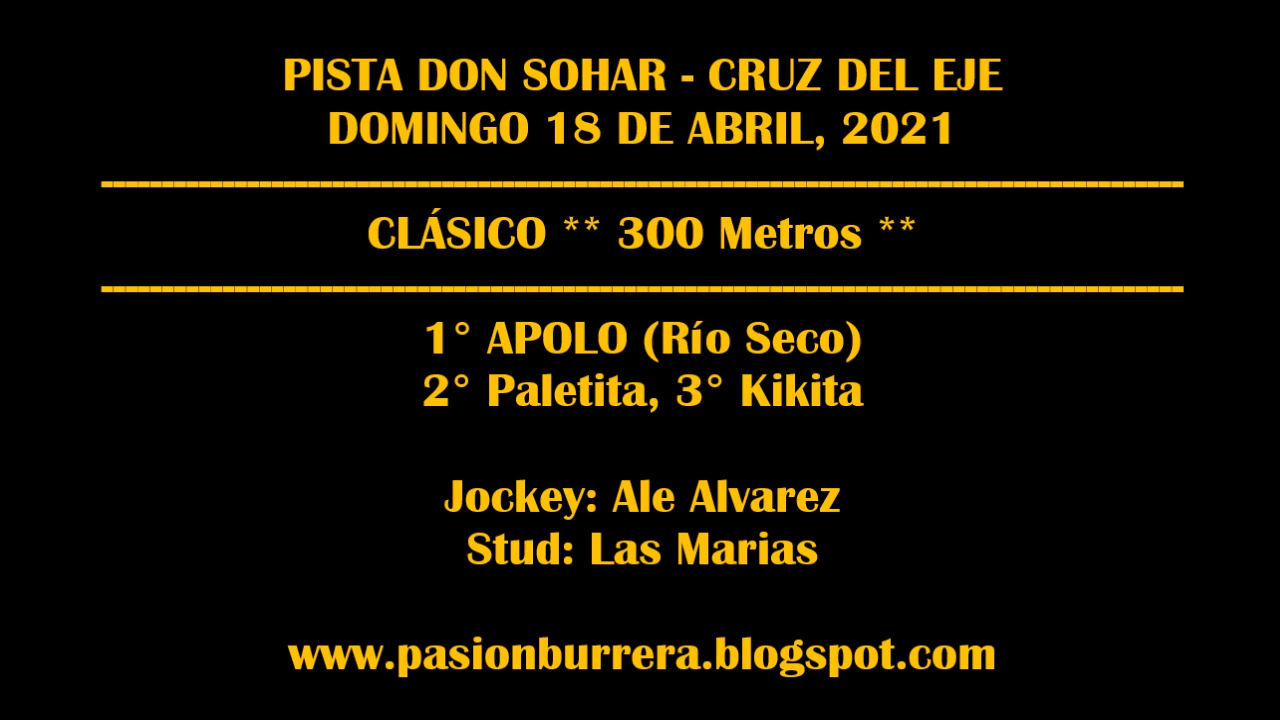 PISTA DON SOHAR - CRUZ DEL EJE
DOMINGO 18 DE ABRIL, 2021
CLÁSICO ** 300 Metros **
1° APOLO (Río Seco)
2° Paletita, 3° Kikita
Jockey: Ale Alvarez
Stud: Las Marias
www.pasionburrera.blogspot.com